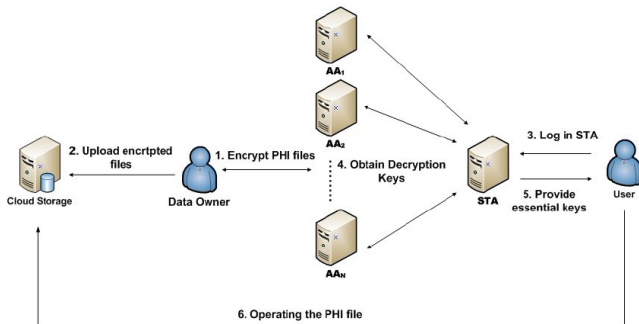 AA1
AA2
3. Log in STA
2. Upload encrtpted
files
1. Encrypt PHI files
4. Obtain Decryption
Keys
Cloud Storage
Data Owner
STA
5. Provide
essential keys
User
AAN
6. Operating the PHI file